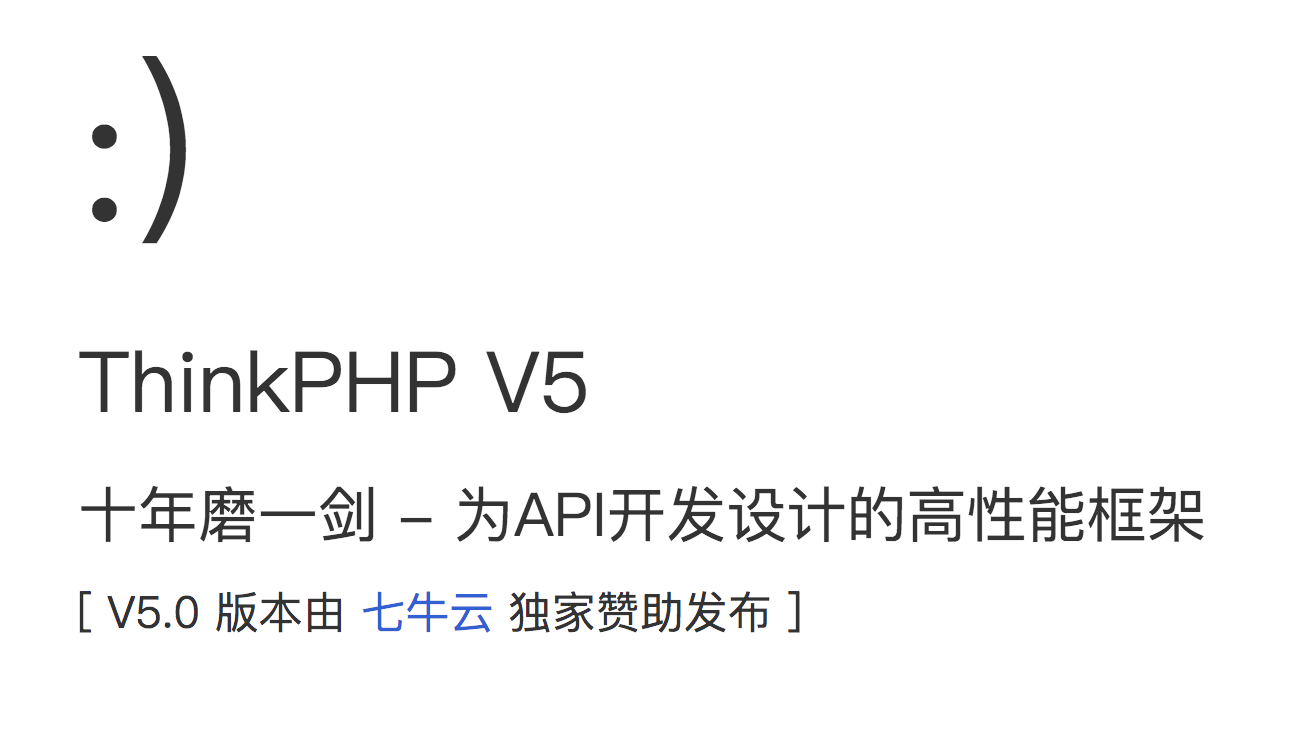 :)
ThinkPHP V5
十年磨一剑 – 为API开发设计的高性能框架
[ V5.0 版本由 七牛云 独家赞助发布 ]